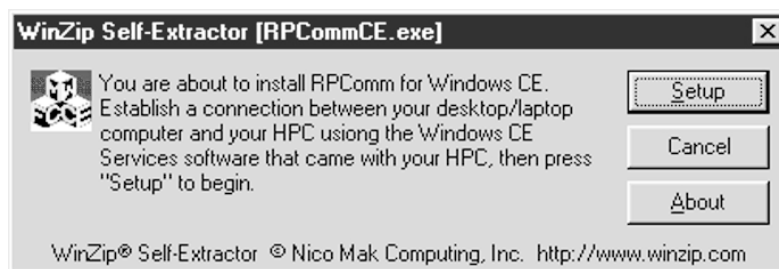 WinZip Self-Extractor [RPCommCE.exe]
You are about to install RPComm for Windows CE.
Establish a connection between your desktop/laptop
computer and your HPC usiong the Windows CE
Services software that came with your HPC, then press
"Setup" to begin.
Setup
Cancel
About
WinZip® Self-Extractor © Nico Mak Computing, Inc. http://www.winzip.com